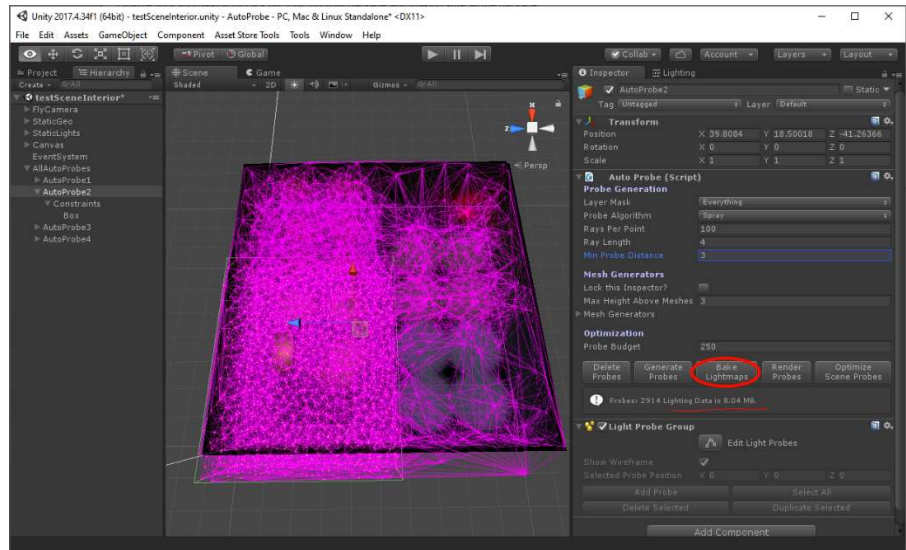 Unity 2017.4.34f1 (64bit) - testSceneInterior.unity - AutoProbe - PC, Mac & Linux Standalone* <DX11>
File Edit Assets GameObject Component Asset Store Tools Tools Window Help
Pivot Global Collab Account Layers Layout
Project Hierarchy
Create All
testSceneInterior*
FlyCamera
StaticGeo
StaticLights
Canvas
EventSystem
AllAutoProbes
AutoProbe1
AutoProbe2
Constraints
Box
AutoProbe3
AutoProbe4
Scene Game
Shaded 2D Gizmos All
x
z
Persp
Inspector Lighting
AutoProbe2 Static
Tag Untagged Layer Default
Transform
Position X 39.8084 Y 18.50018 Z -41.26366
Rotation X 0 Y 0 Z 0
Scale X 1 Y 1 Z 1
Auto Probe (Script)
Probe Generation
Layer Mask Everything
Probe Algorithm Spray
Rays Per Point 100
Ray Length 4
Min Probe Distance 3
Mesh Generators
Lock this Inspector?
Max Height Above Meshes 3
Mesh Generators
Optimization
Probe Budget 250
Delete Probes
Generate Probes
Bake Lightmaps
Render Probes
Optimize Scene Probes
Probes: 2914 Lighting Data is 8.04 MB.
Light Probe Group
Edit Light Probes
Show Wireframe
Selected Probe Position X 0 Y 0 Z 0
Add Probe Select All
Delete Selected Duplicate Selected
Add Component